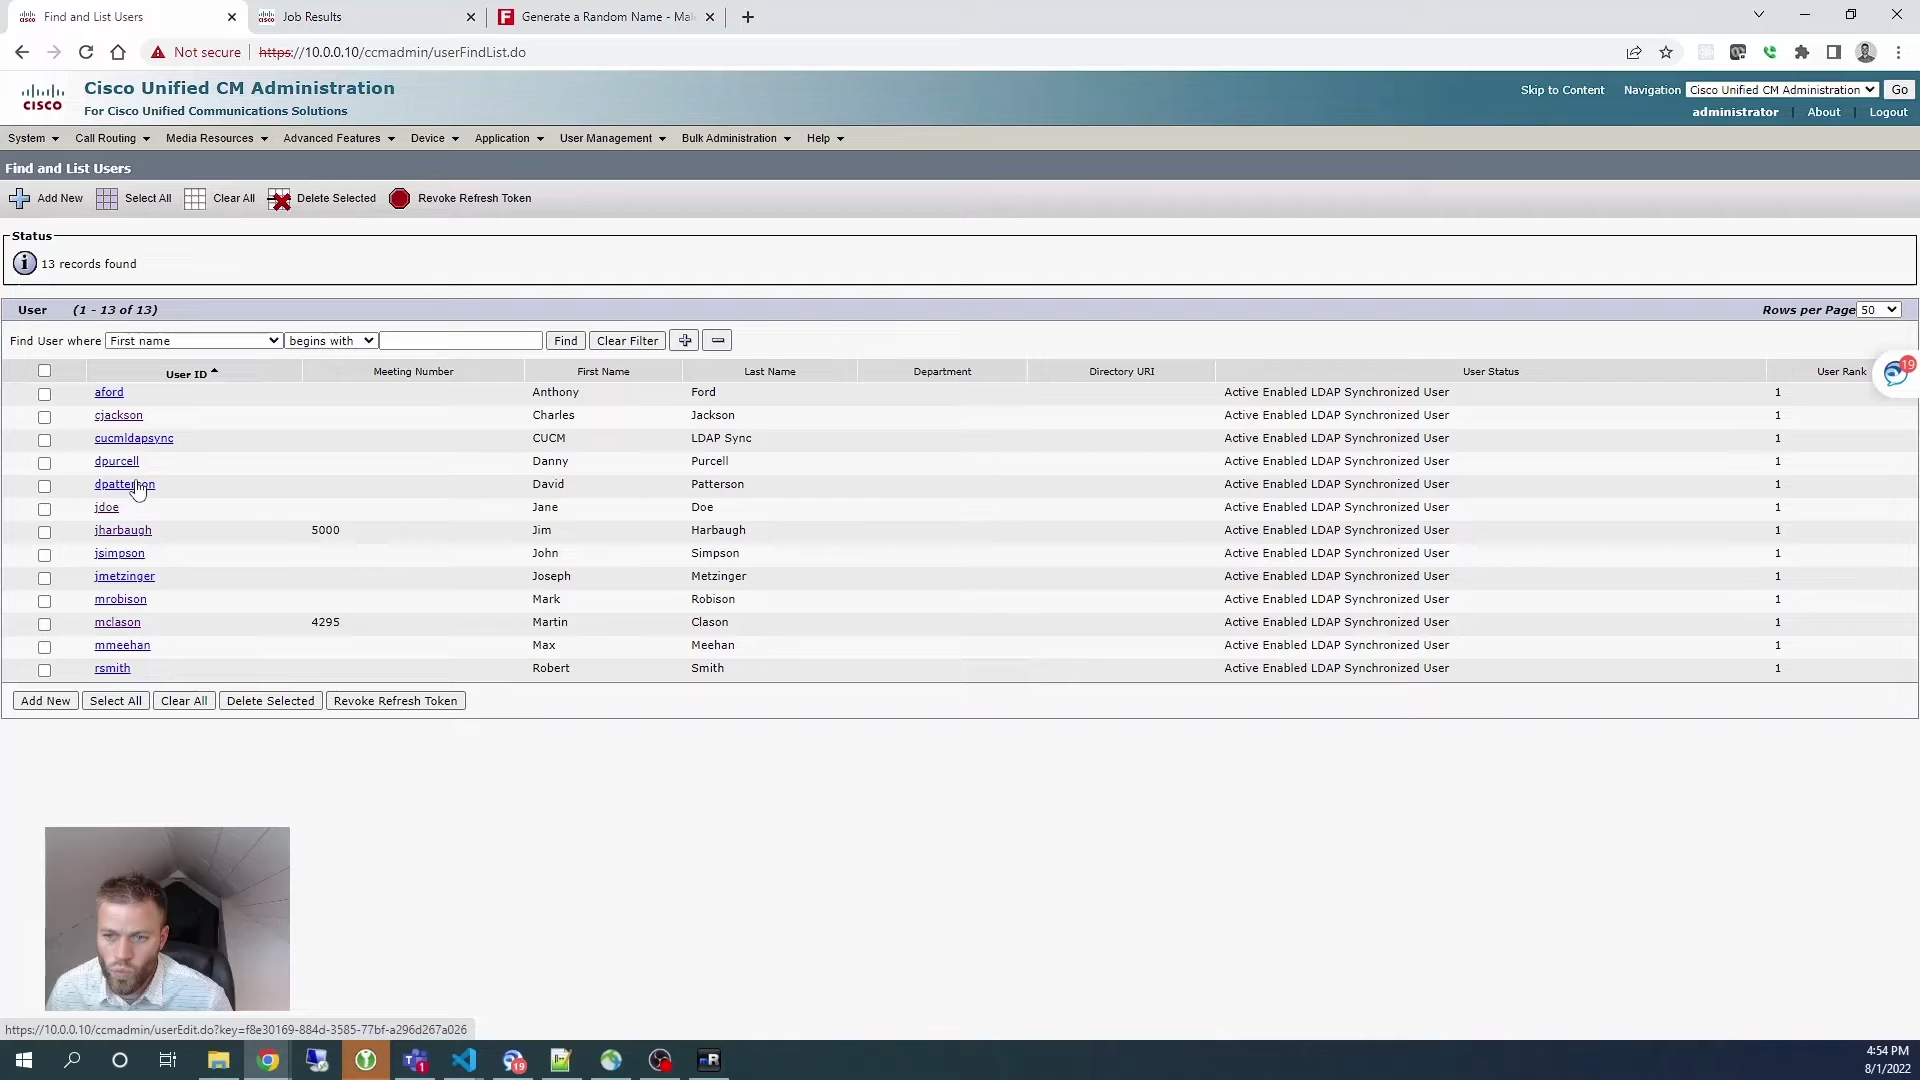 Find and List Users
Job Results
Generate a Random Name - Mal
Not secure
https://10.0.0.10/ccmadmin/userFindList.do
CISCO
Cisco Unified CM Administration
For Cisco Unified Communications Solutions
Skip to Content
Navigation
Cisco Unified CM Administration
Go
administrator
About
Logout
System
Call Routing
Media Resources
Advanced Features
Device
Application
User Management
Bulk Administration
Help
Find and List Users
Add New
Select All
Clear All
Delete Selected
Revoke Refresh Token
Status
13 records found
User (1 - 13 of 13)
Rows per Page 50
Find User where First name begins with Find Clear Filter
19
User ID Meeting Number First Name Last Name Department Directory URI User Status User Rank
aford Anthony Ford Active Enabled LDAP Synchronized User 1
cjackson Charles Jackson Active Enabled LDAP Synchronized User 1
cucmldapsync CUCM LDAP Sync Active Enabled LDAP Synchronized User 1
dpurcell Danny Purcell Active Enabled LDAP Synchronized User 1
dpatterson David Patterson Active Enabled LDAP Synchronized User 1
jdoe Jane Doe Active Enabled LDAP Synchronized User 1
jharbaugh 5000 Jim Harbaugh Active Enabled LDAP Synchronized User 1
jsimpson John Simpson Active Enabled LDAP Synchronized User 1
jmetzinger Joseph Metzinger Active Enabled LDAP Synchronized User 1
mrobison Mark Robison Active Enabled LDAP Synchronized User 1
mclason 4295 Martin Clason Active Enabled LDAP Synchronized User 1
mmeehan Max Meehan Active Enabled LDAP Synchronized User 1
rsmith Robert Smith Active Enabled LDAP Synchronized User 1
Add New
Select All
Clear All
Delete Selected
Revoke Refresh Token
https://10.0.0.10/ccmadmin/userEdit.do?key=f8e30169-884d-3585-77bf-a296d267a026
1
19
4:54 PM
8/1/2022